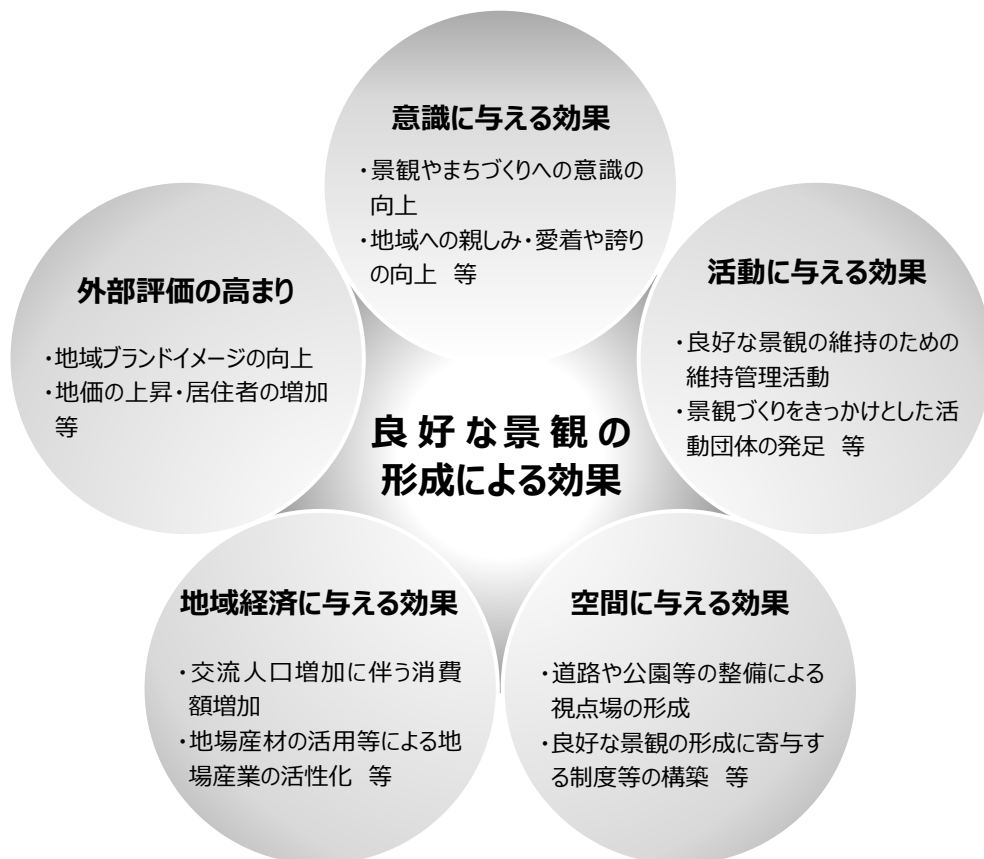 意識に与える効果
・景観やまちづくりへの意識の
向上
・地域への親しみ・愛着や誇り
の向上　等
外部評価の高まり
・地域ブランドイメージの向上
・地価の上昇・居住者の増加
等
活動に与える効果
・良好な景観の維持のための
維持管理活動
・景観づくりをきっかけとした活
動団体の発足　等
良好な景観の
形成による効果
地域経済に与える効果
・交流人口増加に伴う消費
額増加
・地場産材の活用等による地
場産業の活性化　等
空間に与える効果
・道路や公園等の整備による
視点場の形成
・良好な景観の形成に寄与す
る制度等の構築　等